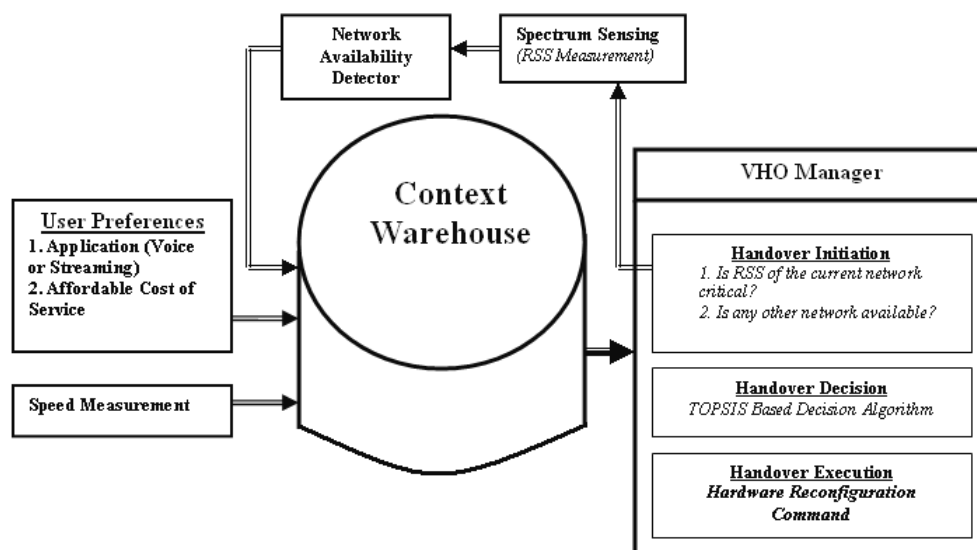 Network
Availability
Detector
Spectrum Sensing
(RSS Measurement)
Context
Warehouse
User Preferences
1. Application (Voice
or Streaming)
2. Affordable Cost of
Service
Speed Measurement
VHO Manager
Handover Initiation
1. Is RSS of the current network
critical?
2. Is any other network available?
Handover Decision
TOPSIS Based Decision Algorithm
Handover Execution
Hardware Reconfiguration
Command